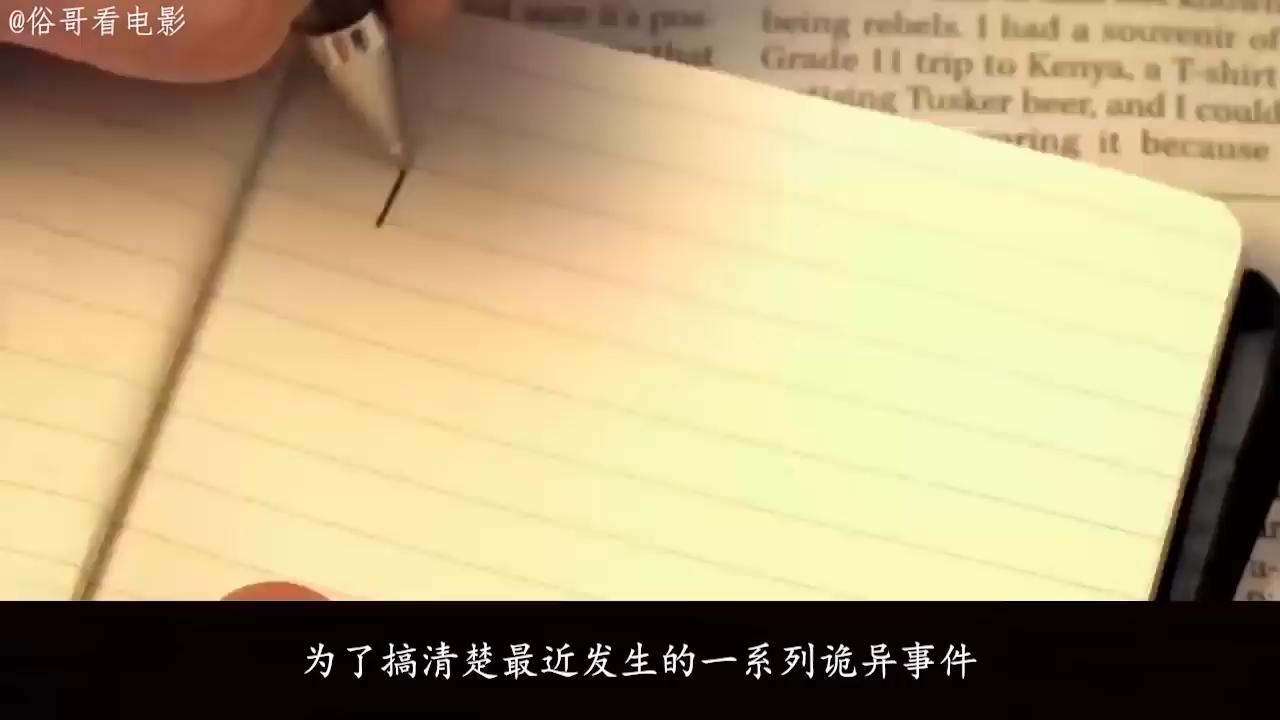 @俗哥看电影
being rebels. I had a souvenir of
that
Grade 11 trip to Kenya, a T-shirt
Tusker beer, and I could
it because
为了搞清楚最近发生的一系列诡异事件